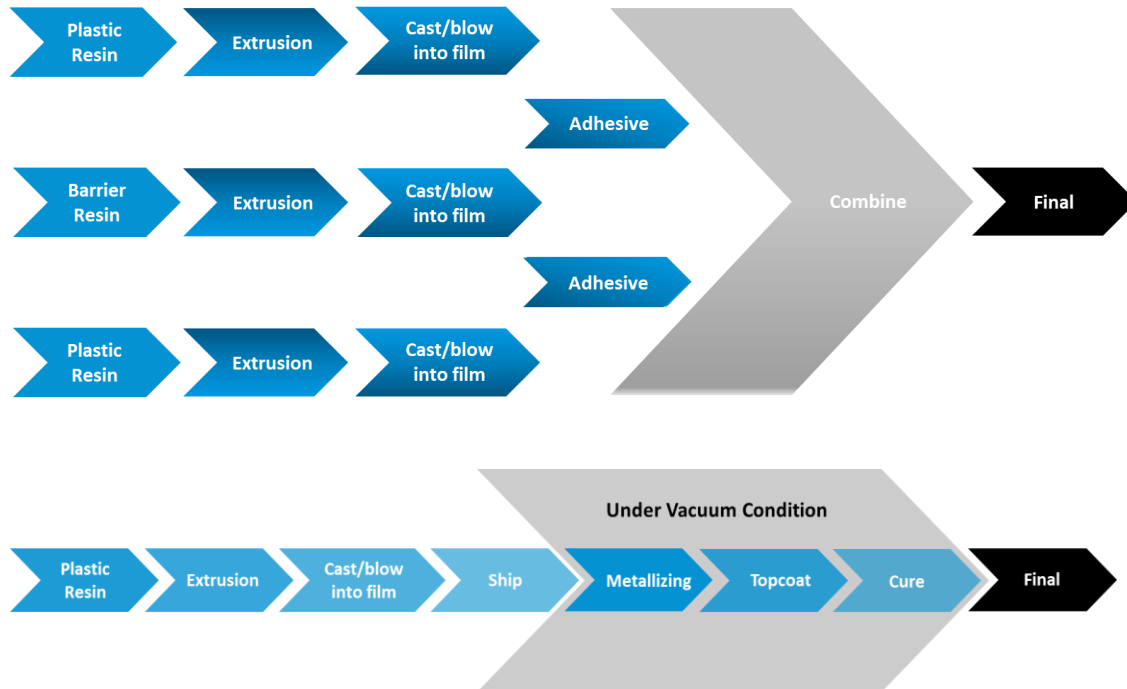 Plastic
Resin
Extrusion
Cast/blow
into film
Adhesive
Barrier
Resin
Extrusion
Cast/blow
into film
Combine
Final
Adhesive
Plastic
Resin
Extrusion
Cast/blow
into film
Under Vacuum Condition
Plastic
Resin
Extrusion
Cast/blow
into film
Ship
Metallizing
Topcoat
Cure
Final